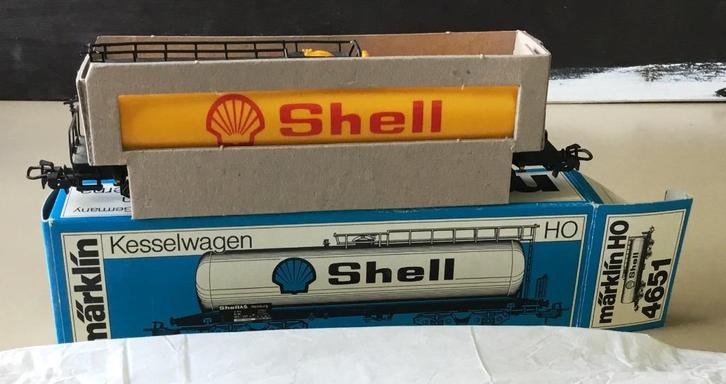 Shell
Germany
märklin
Kesselwagen
HO
Shell
Shell
märklin HO
4651